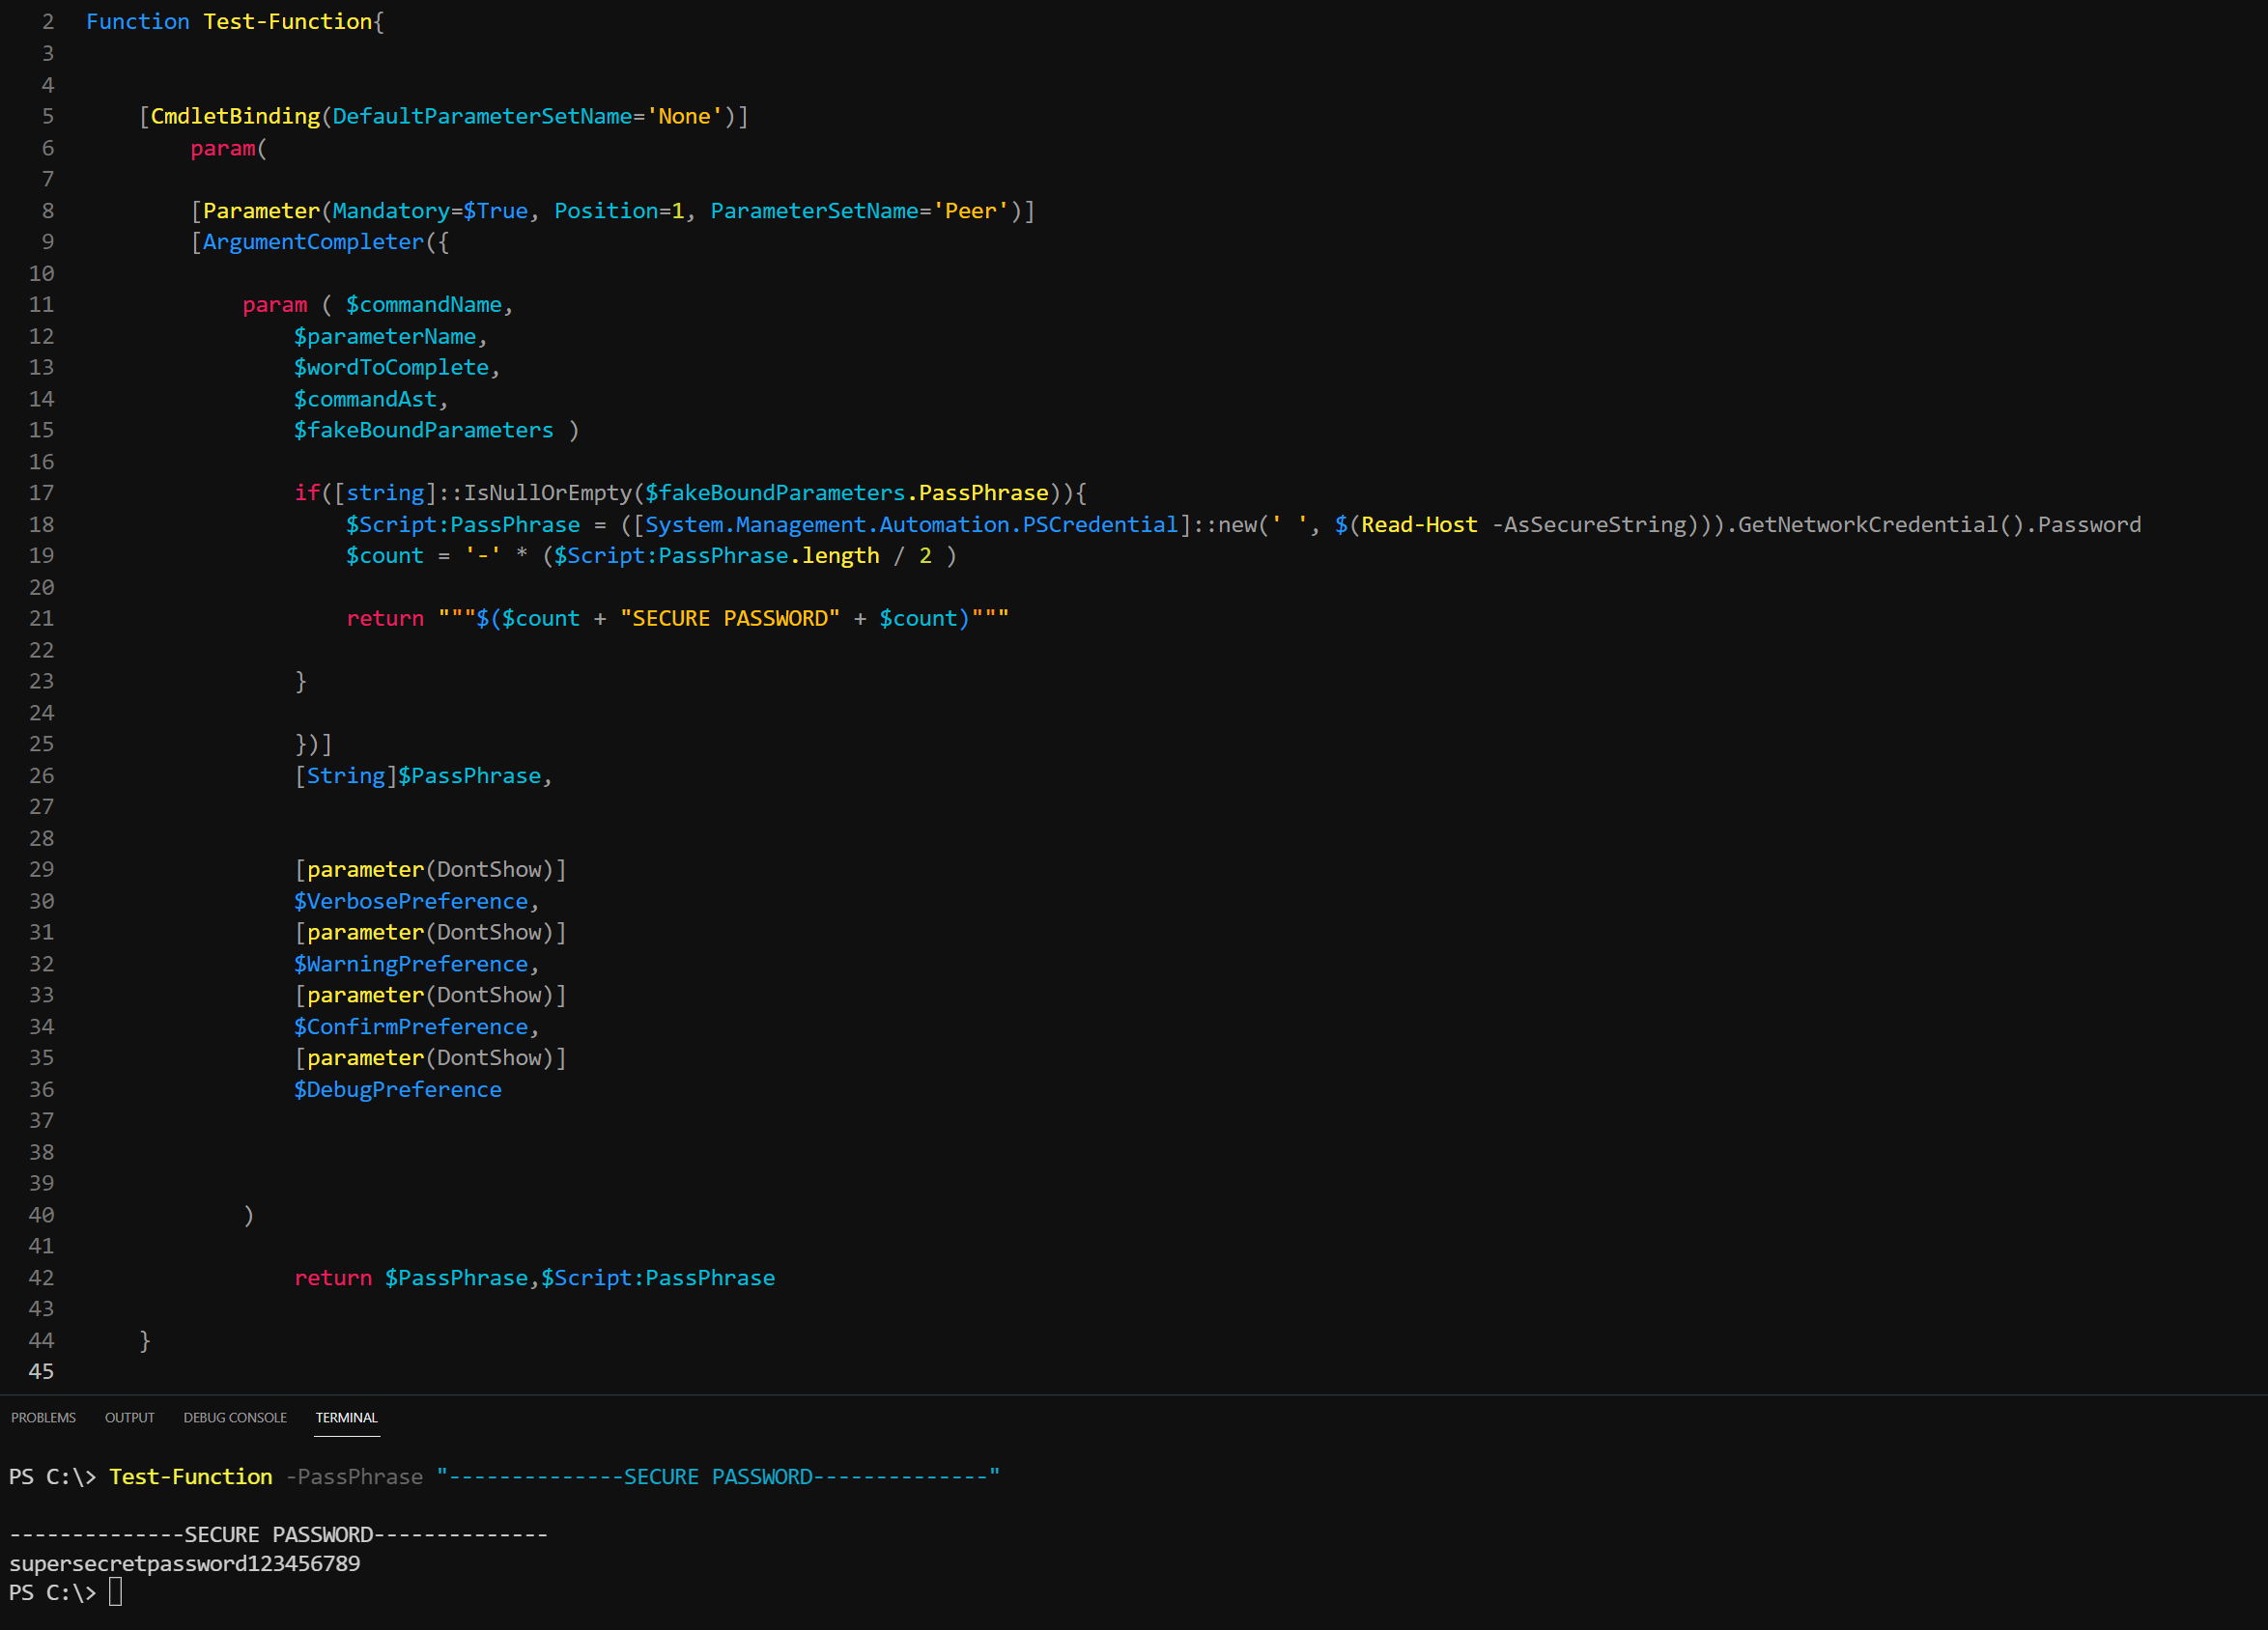 2 Function Test-Function{
3
4
5 [CmdletBinding(DefaultParameterSetName='None')]
6 param(
7
8 [Parameter(Mandatory=$True, Position=1, ParameterSetName='Peer')]
9 [ArgumentCompleter({
10
11 param ( $commandName,
12 $parameterName,
13 $wordToComplete,
14 $commandAst,
15 $fakeBoundParameters )
16
17 if([string]::IsNullOrEmpty($fakeBoundParameters.PassPhrase)){
18 $Script:PassPhrase = ([System.Management.Automation.PSCredential]::new(' ', $(Read-Host -AsSecureString))).GetNetworkCredential().Password
19 $count = '-' * ($Script:PassPhrase.length / 2 )
20
21 return """$($count + "SECURE PASSWORD" + $count)"""
22
23 }
24
25 })]
26 [String]$PassPhrase,
27
28
29 [parameter(DontShow)]
30 $VerbosePreference,
31 [parameter(DontShow)]
32 $WarningPreference,
33 [parameter(DontShow)]
34 $ConfirmPreference,
35 [parameter(DontShow)]
36 $DebugPreference
37
38
39
40 )
41
42 return $PassPhrase,$Script:PassPhrase
43
44 }
45
PROBLEMS OUTPUT DEBUG CONSOLE TERMINAL
PS C:\> Test-Function -PassPhrase "--------------SECURE PASSWORD--------------"
--------------SECURE PASSWORD--------------
supersecretpassword123456789
PS C:\>